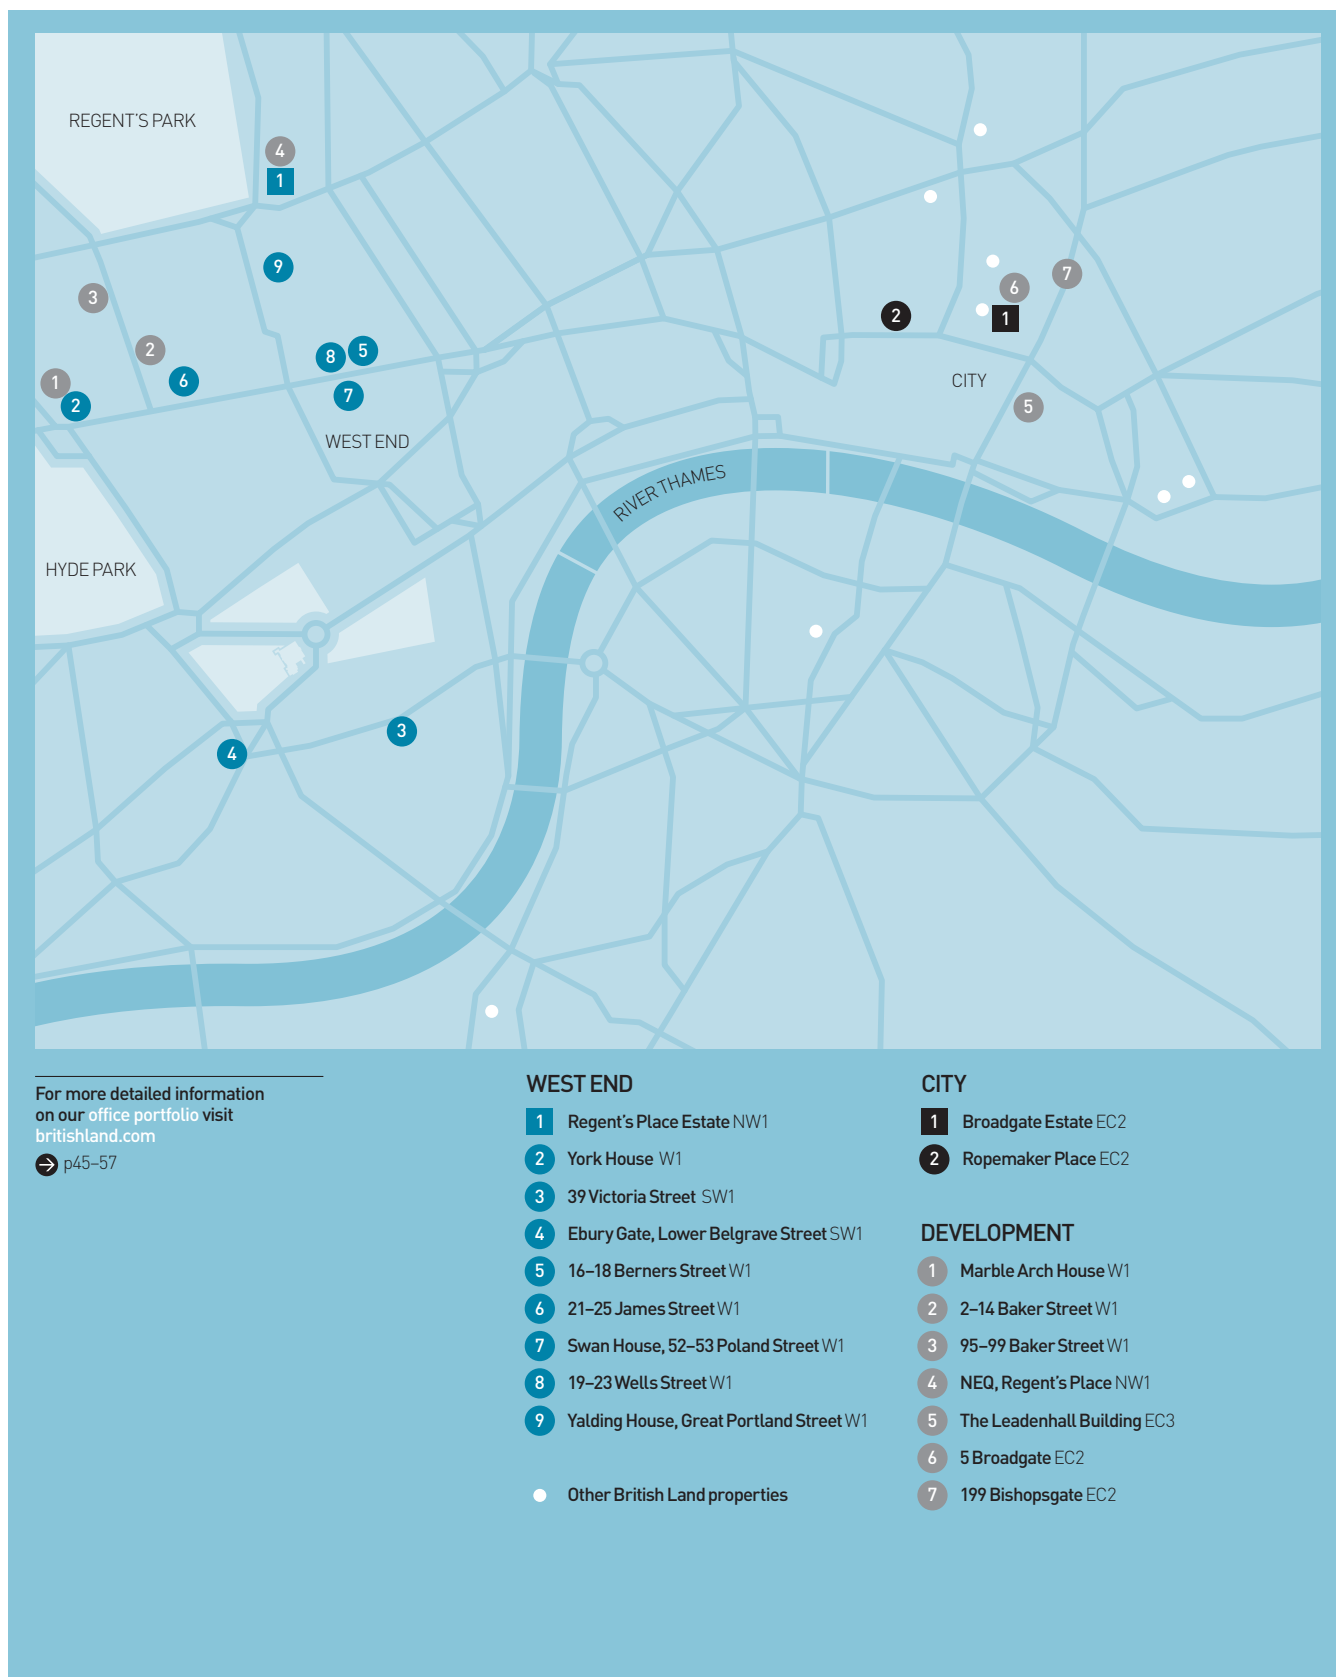 REGENT'S PARK
4
1
9
3
2
8
5
6
1
2
7
WEST END
2
6
7
1
CITY
5
RIVER THAMES
HYDE PARK
3
4
For more detailed information
on our office portfolio visit
britishland.com
p45–57
WEST END
1 Regent's Place Estate NW1
2 York House W1
3 39 Victoria Street SW1
4 Ebury Gate, Lower Belgrave Street SW1
5 16–18 Berners Street W1
6 21–25 James Street W1
7 Swan House, 52–53 Poland Street W1
8 19–23 Wells Street W1
9 Yalding House, Great Portland Street W1
Other British Land properties
CITY
1 Broadgate Estate EC2
2 Ropemaker Place EC2
DEVELOPMENT
1 Marble Arch House W1
2 2–14 Baker Street W1
3 95–99 Baker Street W1
4 NEQ, Regent's Place NW1
5 The Leadenhall Building EC3
6 5 Broadgate EC2
7 199 Bishopsgate EC2